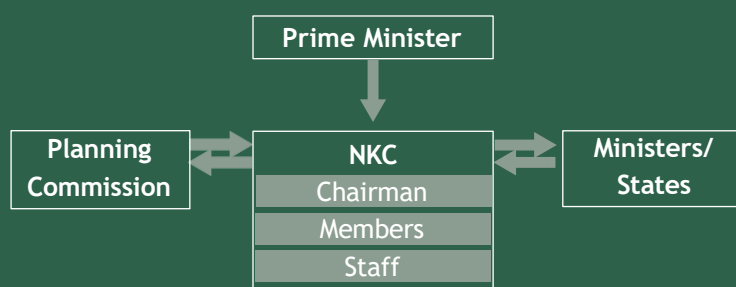 Prime Minister
Planning
Commission
NKC
Chairman
Members
Staff
Ministers/
States